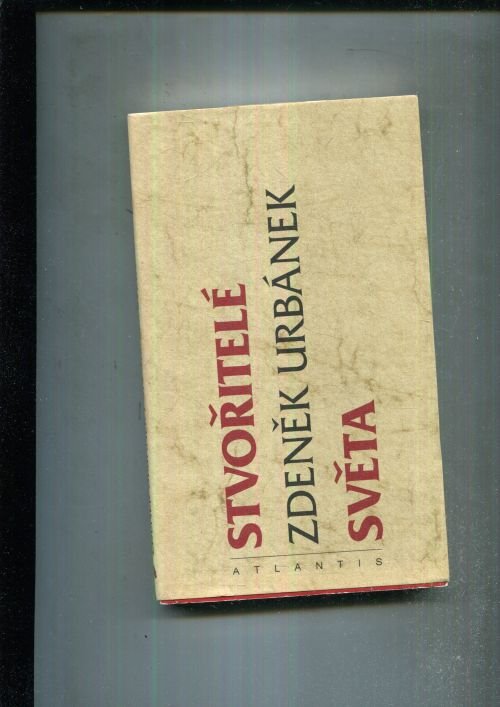 STVOŘITELÉ
ZDENĚK URBÁNEK
SVĚTA
ATLANTIS